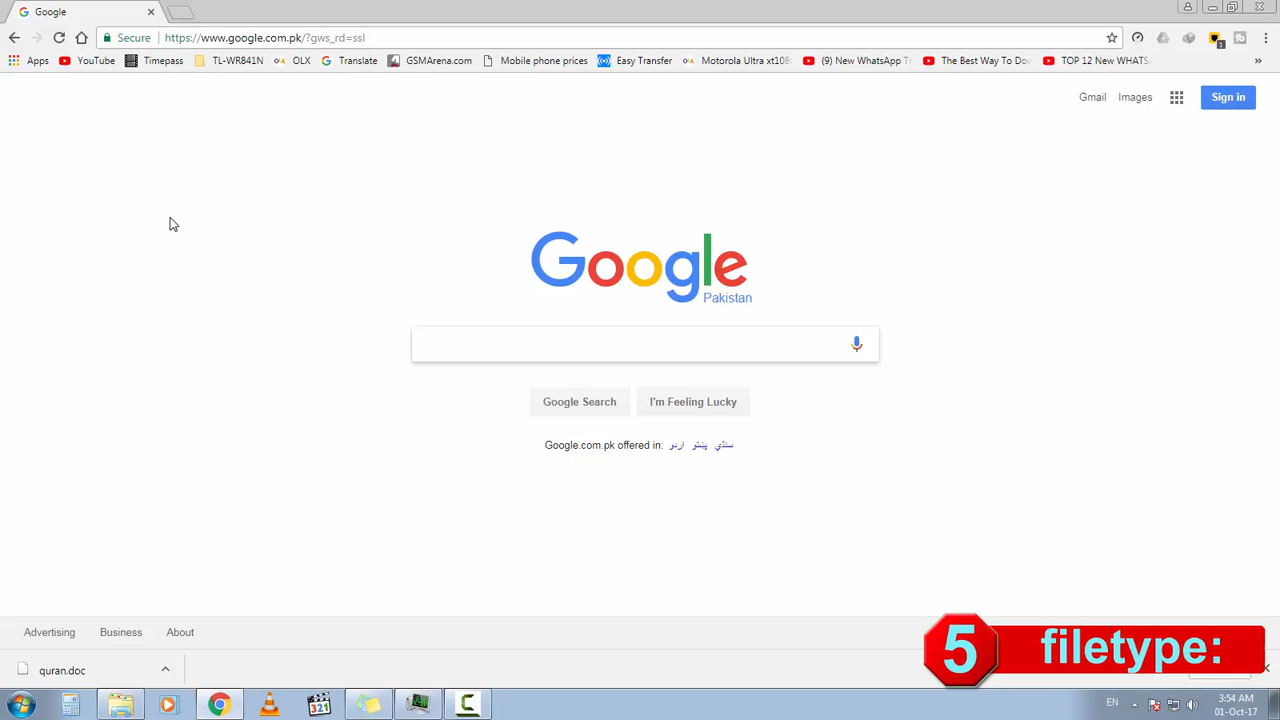 Google
Secure https://www.google.com.pk/?gws_rd=ssl
Apps YouTube Timepass TL-WR841N OLX Translate GSMArena.com Mobile phone prices Easy Transfer Motorola Ultra xt108 (9) New WhatsApp T The Best Way To Dov TOP 12 New WHATS
1
Gmail Images Sign in
Google
Pakistan
Google Search I'm Feeling Lucky
Google.com.pk offered in: اردو پښتو سنڌي
Advertising Business About
5 filetype:
quran.doc
321
EN 3:54 AM
01-Oct-17